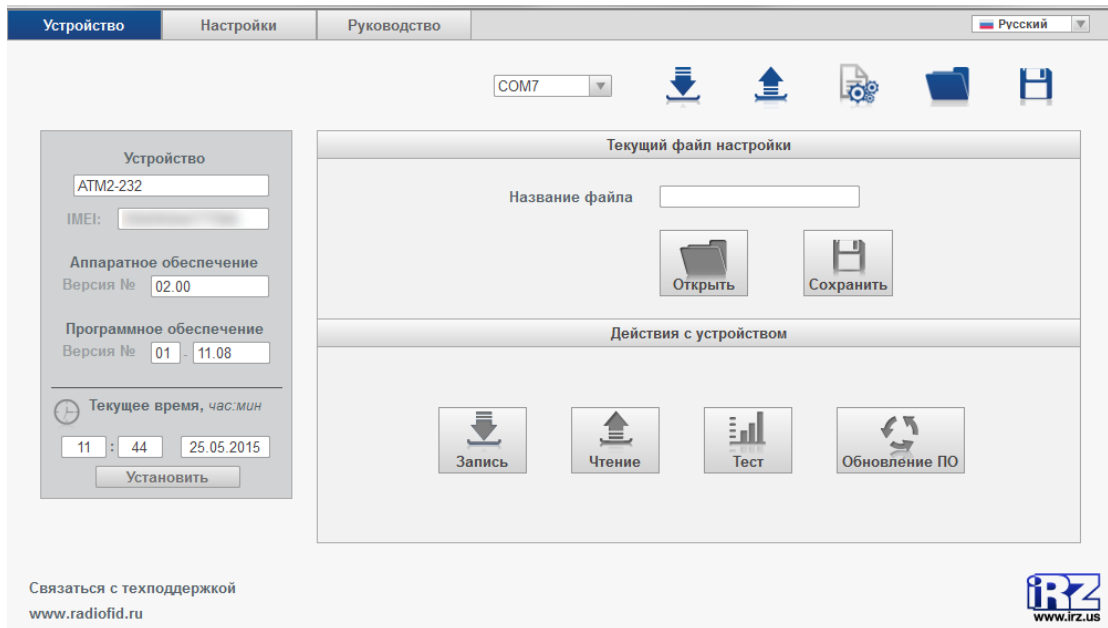 Устройство Настройки Руководство Русский
COM7
Устройство
ATM2-232
IMEI:
Аппаратное обеспечение
Версия № 02.00
Программное обеспечение
Версия № 01 - 11.08
Текущее время, час:мин
11 : 44 25.05.2015
Установить
Текущий файл настройки
Название файла
Открыть Сохранить
Действия с устройством
Запись Чтение Тест Обновление ПО
Связаться с техподдержкой
www.radiofid.ru
iRZ
www.irz.us